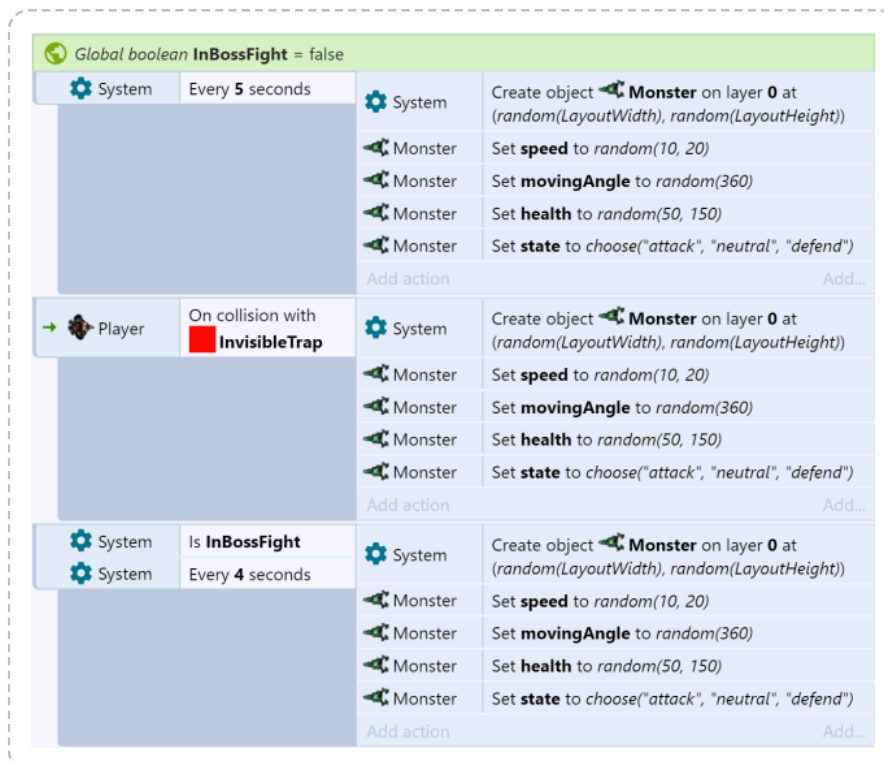 Global boolean InBossFight = false
System Every 5 seconds
System Create object Monster on layer 0 at
(random(LayoutWidth), random(LayoutHeight))
Monster Set speed to random(10, 20)
Monster Set movingAngle to random(360)
Monster Set health to random(50, 150)
Monster Set state to choose("attack", "neutral", "defend")
Add action Add...
Player On collision with
InvisibleTrap
System Create object Monster on layer 0 at
(random(LayoutWidth), random(LayoutHeight))
Monster Set speed to random(10, 20)
Monster Set movingAngle to random(360)
Monster Set health to random(50, 150)
Monster Set state to choose("attack", "neutral", "defend")
Add action Add...
System Is InBossFight
System Every 4 seconds
System Create object Monster on layer 0 at
(random(LayoutWidth), random(LayoutHeight))
Monster Set speed to random(10, 20)
Monster Set movingAngle to random(360)
Monster Set health to random(50, 150)
Monster Set state to choose("attack", "neutral", "defend")
Add action Add...